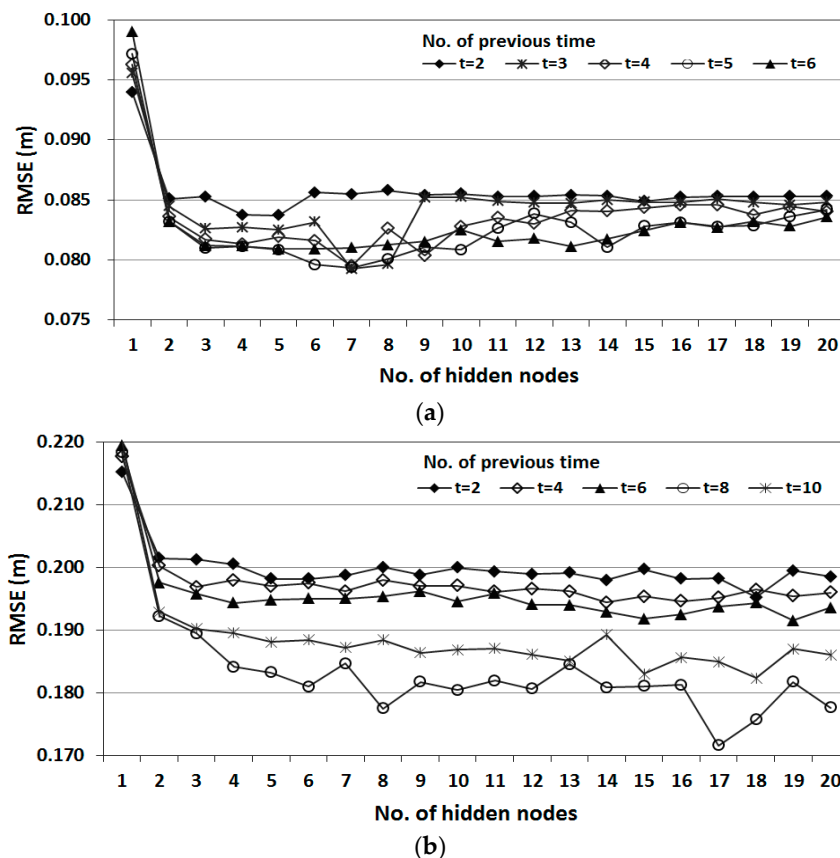 0.100
0.095
0.090
0.085
0.080
0.075
RMSE (m)
No. of previous time
t=2 t=3 t=4 t=5 t=6
1 2 3 4 5 6 7 8 9 10 11 12 13 14 15 16 17 18 19 20
No. of hidden nodes
(a)
0.220
0.210
0.200
0.190
0.180
0.170
RMSE (m)
No. of previous time
t=2 t=4 t=6 t=8 t=10
1 2 3 4 5 6 7 8 9 10 11 12 13 14 15 16 17 18 19 20
No. of hidden nodes
(b)